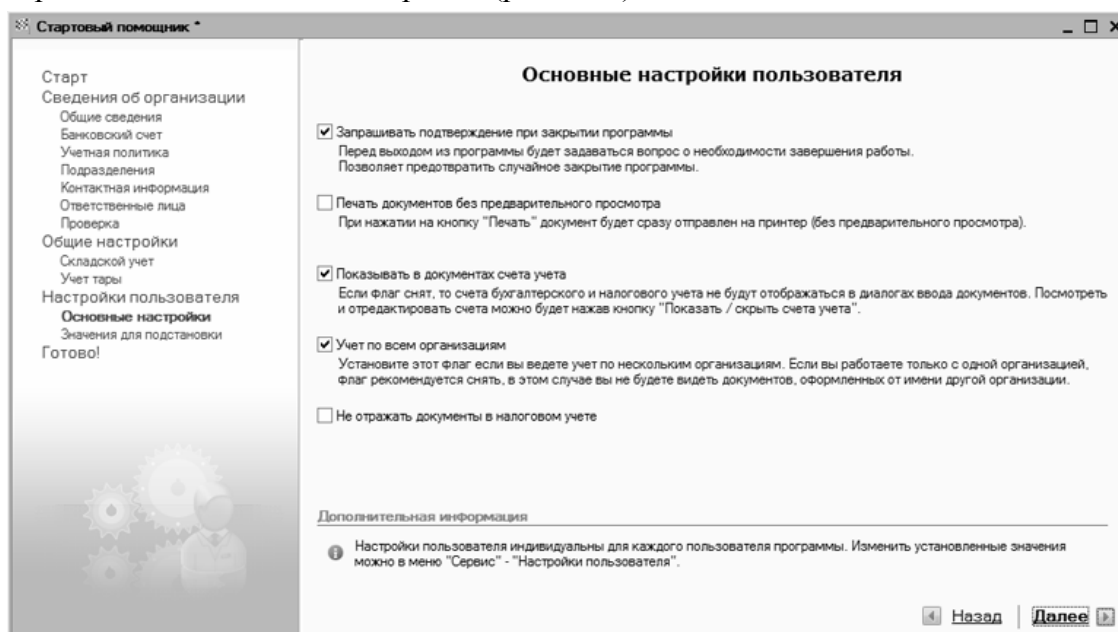 Стартовый помощник *
Старт
Сведения об организации
Общие сведения
Банковский счет
Учетная политика
Подразделения
Контактная информация
Ответственные лица
Проверка
Общие настройки
Складской учет
Учет тары
Настройки пользователя
Основные настройки
Значения для подстановки
Готово!
Основные настройки пользователя
Запрашивать подтверждение при закрытии программы
Перед выходом из программы будет задаваться вопрос о необходимости завершения работы.
Позволяет предотвратить случайное закрытие программы.
Печать документов без предварительного просмотра
При нажатии на кнопку "Печать" документ будет сразу отправлен на принтер (без предварительного просмотра).
Показывать в документах счета учета
Если флаг снят, то счета бухгалтерского и налогового учета не будут отображаться в диалогах ввода документов. Посмотреть
и отредактировать счета можно будет нажав кнопку "Показать / скрыть счета учета".
Учет по всем организациям
Установите этот флаг если вы ведете учет по нескольким организациям. Если вы работаете только с одной организацией,
флаг рекомендуется снять, в этом случае вы не будете видеть документов, оформленных от имени другой организации.
Не отражать документы в налоговом учете
Дополнительная информация
Настройки пользователя индивидуальны для каждого пользователя программы. Изменить установленные значения
можно в меню "Сервис" - "Настройки пользователя".
Назад
Далее